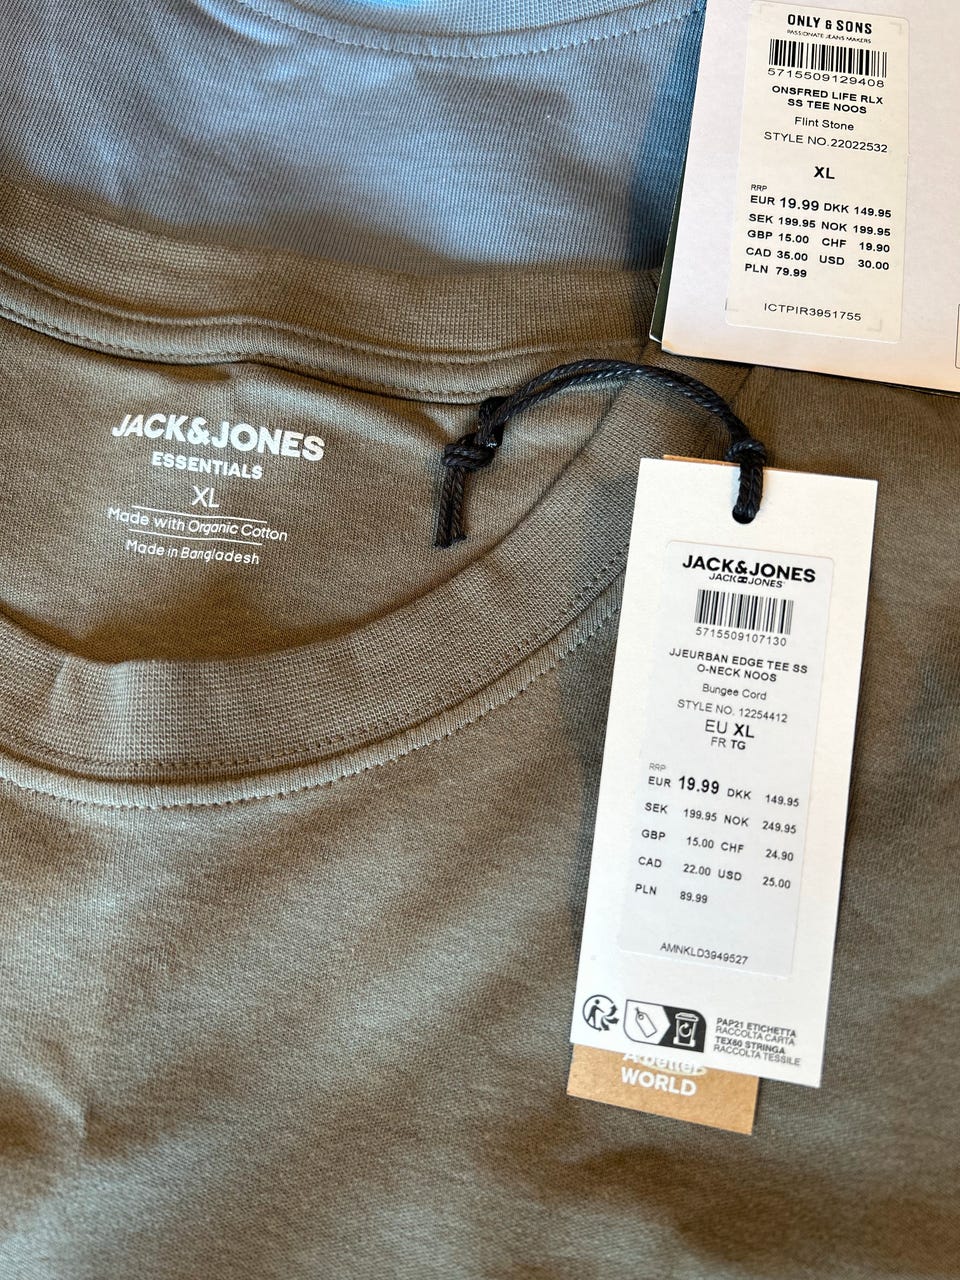 ONLY & SONS
PASSIONATE JEANS MAKERS
5715509129408
ONSFRED LIFE RLX
SS TEE NOOS
Flint Stone
STYLE NO.22022532
XL
RRP
EUR 19.99 DKK 149.95
SEK 199.95 NOK 199.95
GBP 15.00 CHF 19.90
CAD 35.00 USD 30.00
PLN 79.99
ICTPIR3951755
JACK&JONES
ESSENTIALS
XL
Made with Organic Cotton
Made in Bangladesh
JACK&JONES
JACK JONES
5715509107130
JJEURBAN EDGE TEE SS
O-NECK NOOS
Bungee Cord
STYLE NO. 12254412
EU XL
FR TG
RRP
EUR 19.99 DKK 149.95
SEK 199.95 NOK 249.95
GBP 15.00 CHF 24.90
CAD 22.00 USD 25.00
PLN 89.99
AMNKLD3949527
PAP21 ETICHETTA
RACCOLTA CARTA
TEX60 STRINGA
RACCOLTA TESSILE
A better
WORLD